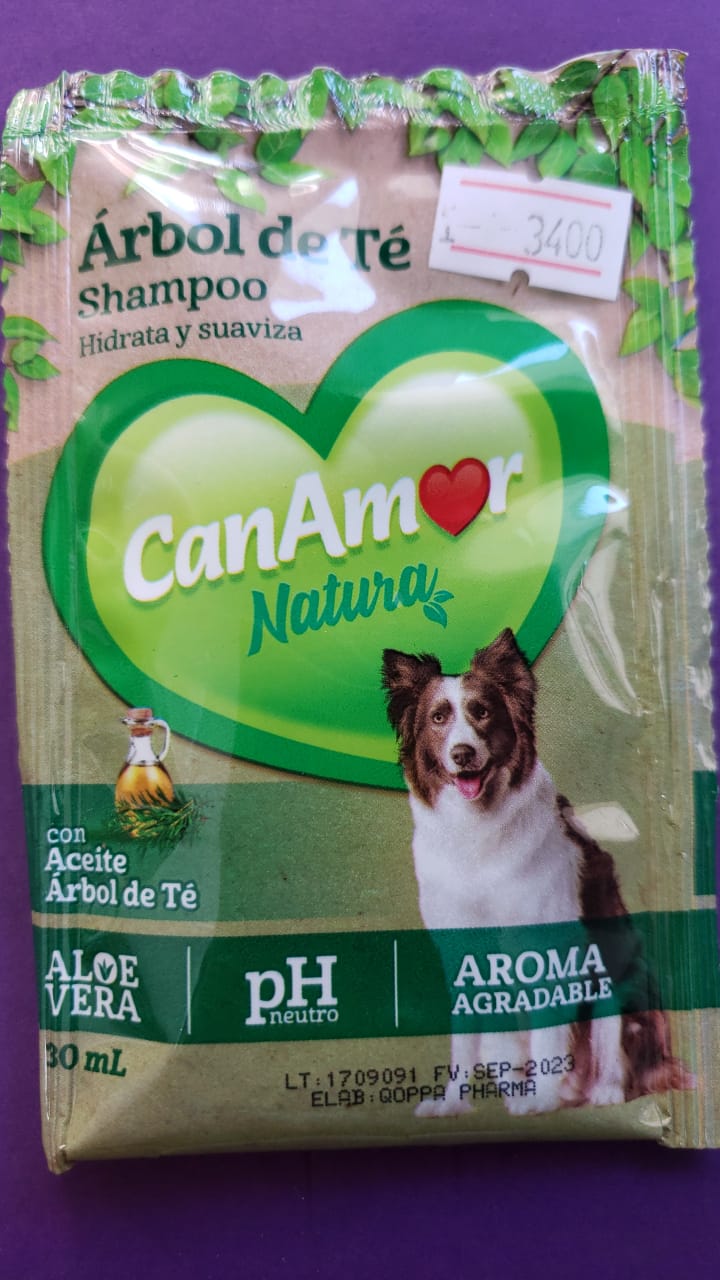 Árbol de Té
3400
Shampoo
Hidrata y suaviza
CanAmor
Natura
con
Aceite
Árbol de Té
ALOE
VERA
pH
neutro
AROMA
AGRADABLE
30 mL
LT:1709091 FV:SEP-2023
ELAB:QOPPA PHARMA